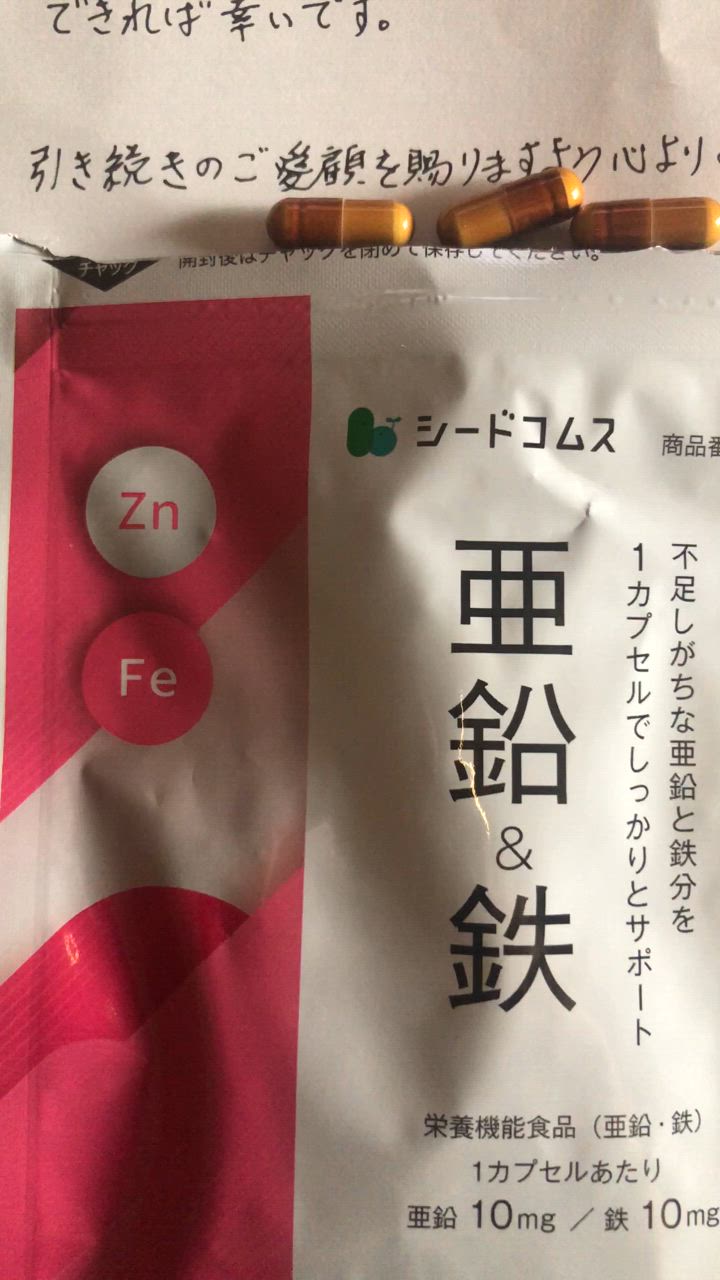 できれば幸いです。
引き続きのご愛顧を賜りますよう心より
チャック
開封後はチャックを閉めて保存してください。
Zn
Fe
シードコムス
商品番
不足しがちな亜鉛と鉄分を
1カプセルでしっかりとサポート
亜鉛&鉄
栄養機能食品（亜鉛・鉄）
1カプセルあたり
亜鉛 10mg ／ 鉄 10mg